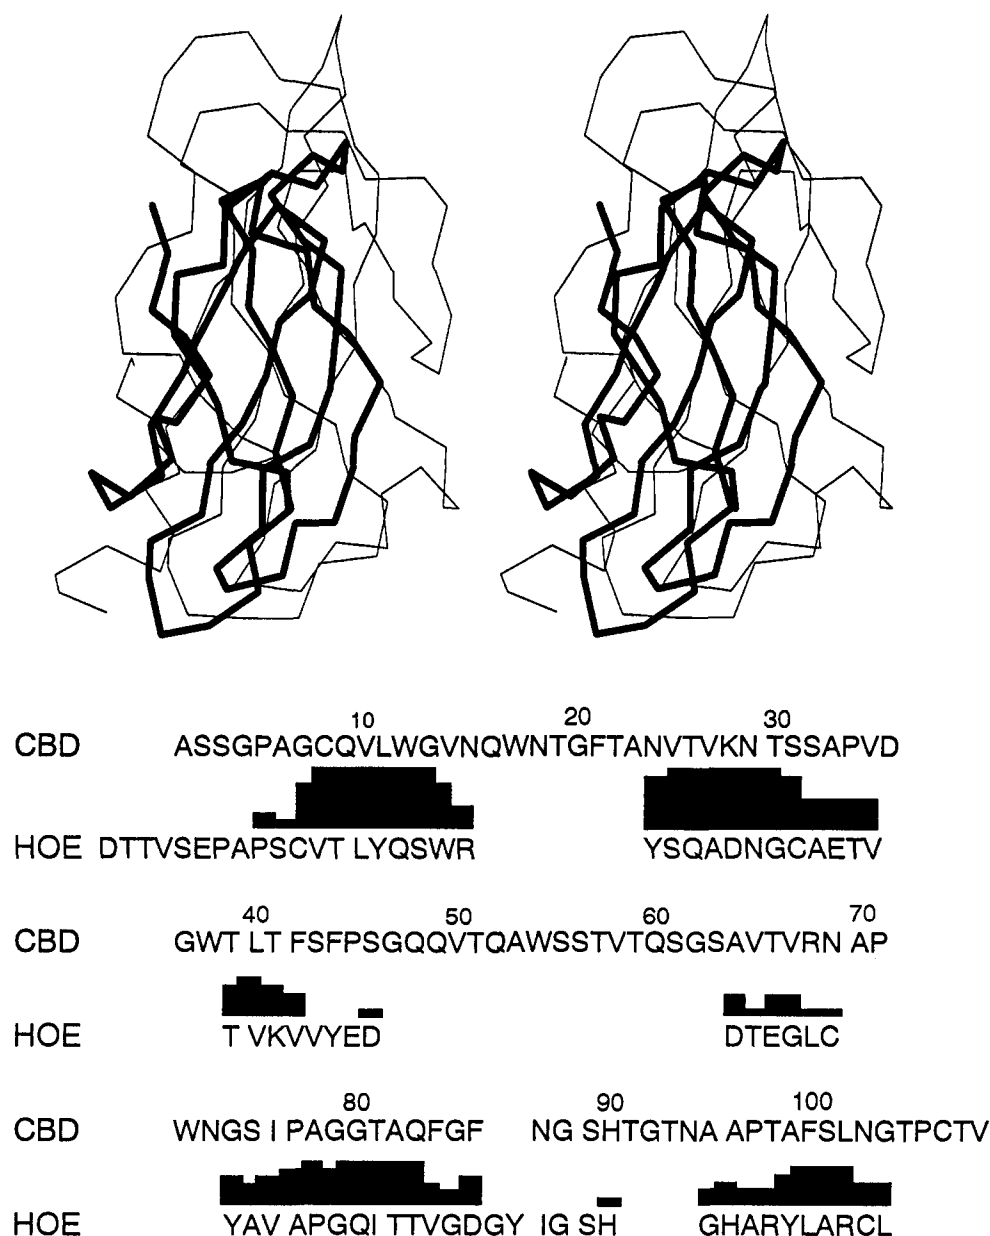 10 20 30
CBD ASSGPAGCQVLWGVNQWNTGFTANVTVKN TSSAPVD
HOE DTTVSEPAPSCVT LYQSWR YSQADNGCAETV
40 50 60 70
CBD GWT LT FSFPSGQQVTQAWSSTVTQSGSAVTVRN AP
HOE T VKVVYED DTEGLC
80 90 100
CBD WNGS I PAGGTAQFGF NG SHTGTNA APTAFSLNGTPCTV
HOE YAV APGQI TTVGDGY IG SH GHARYLARCL